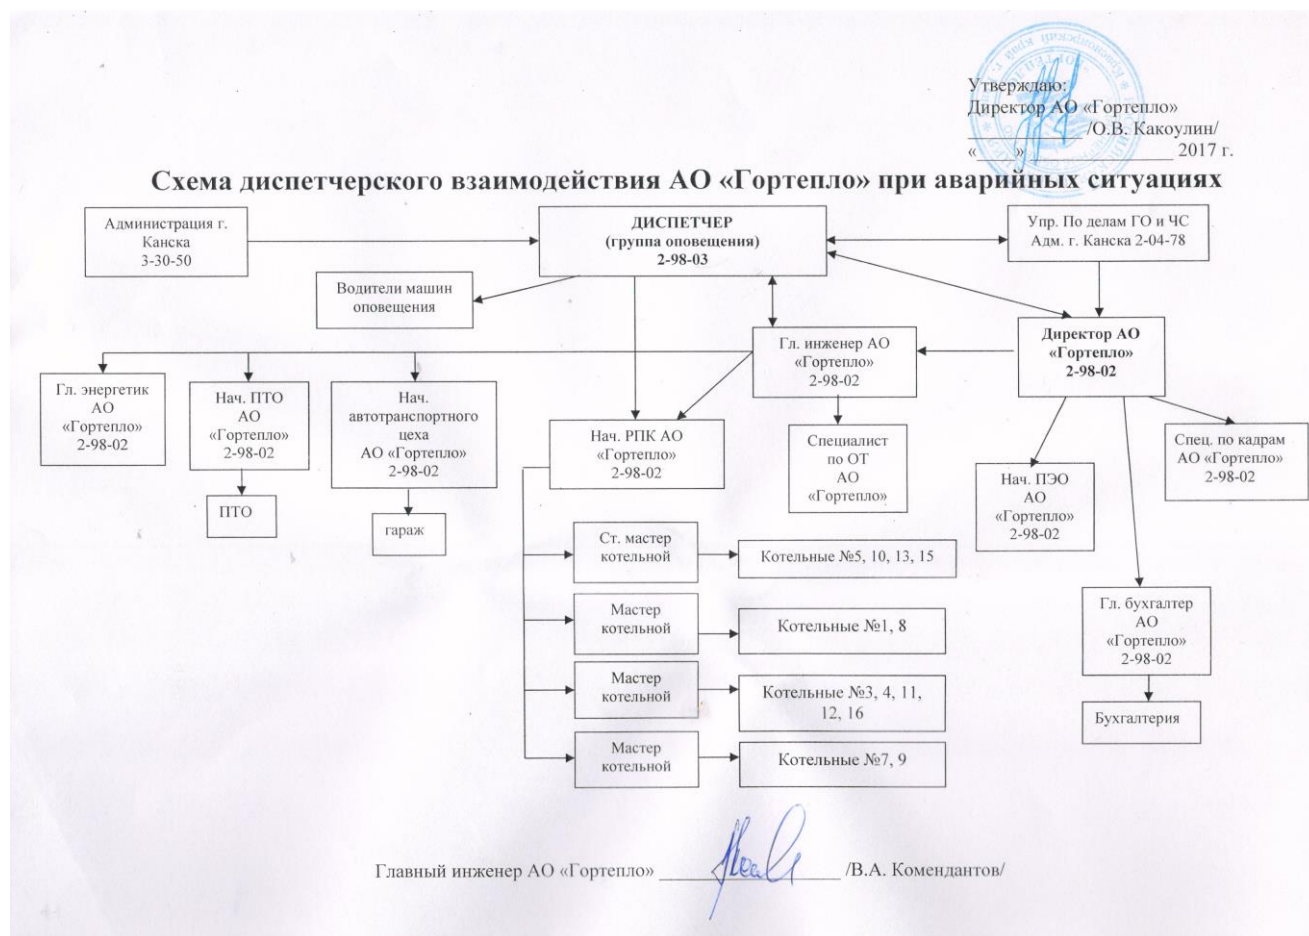 Утверждаю:
Директор АО «Гортепло»
____________ /О.В. Какоулин/
«____» _______________ 2017 г.
Схема диспетчерского взаимодействия АО «Гортепло» при аварийных ситуациях
Администрация г.
Канска
3-30-50
ДИСПЕТЧЕР
(группа оповещения)
2-98-03
Упр. По делам ГО и ЧС
Адм. г. Канска 2-04-78
Водители машин
оповещения
Гл. инженер АО
«Гортепло»
2-98-02
Директор АО
«Гортепло»
2-98-02
Гл. энергетик
АО
«Гортепло»
2-98-02
Нач. ПТО
АО
«Гортепло»
2-98-02
Нач.
автотранспортного
цеха
АО «Гортепло»
2-98-02
Нач. РПК АО
«Гортепло»
2-98-02
Специалист
по ОТ
АО
«Гортепло»
Нач. ПЭО
АО
«Гортепло»
2-98-02
Спец. по кадрам
АО «Гортепло»
2-98-02
ПТО
гараж
Ст. мастер
котельной
Котельные №5, 10, 13, 15
Мастер
котельной
Котельные №1, 8
Мастер
котельной
Котельные №3, 4, 11,
12, 16
Мастер
котельной
Котельные №7, 9
Гл. бухгалтер
АО
«Гортепло»
2-98-02
Бухгалтерия
Главный инженер АО «Гортепло» ___________________ /В.А. Комендантов/